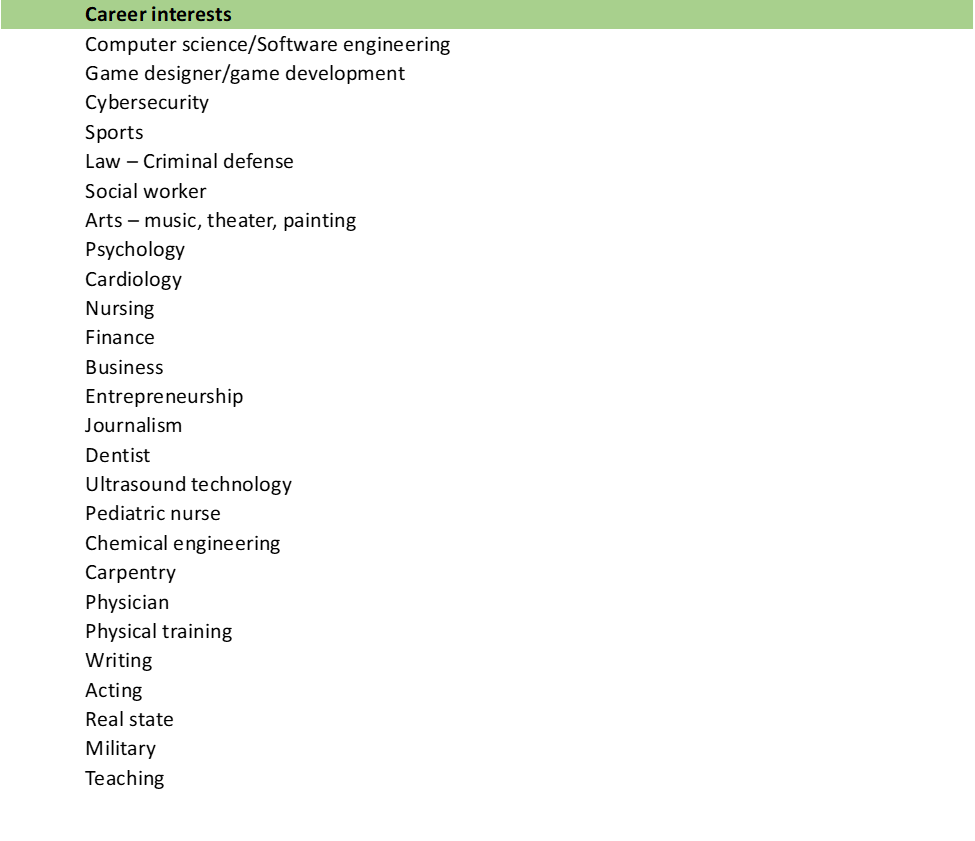 Career interests
Computer science/Software engineering
Game designer/game development
Cybersecurity
Sports
Law – Criminal defense
Social worker
Arts – music, theater, painting
Psychology
Cardiology
Nursing
Finance
Business
Entrepreneurship
Journalism
Dentist
Ultrasound technology
Pediatric nurse
Chemical engineering
Carpentry
Physician
Physical training
Writing
Acting
Real state
Military
Teaching